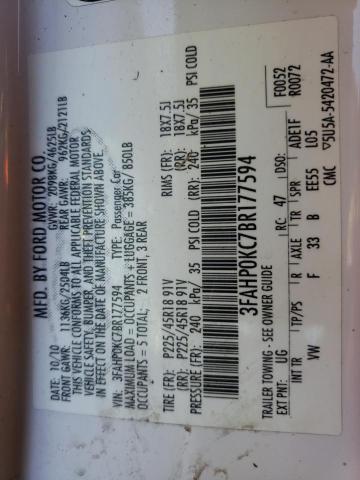 MFD. BY FORD MOTOR CO.
10/10 GVWR: 2098KG/4625LB
FRONT GAWR: 1136KG/2504LB REAR GAWR: 962KG/2121LB
THIS VEHICLE CONFORMS TO ALL APPLICABLE FEDERAL MOTOR
VEHICLE SAFETY, BUMPER, AND THEFT PREVENTION STANDARDS
IN EFFECT ON THE DATE OF MANUFACTURE SHOWN ABOVE.
VIN: 3FAHP0KC7BR177594 TYPE: Passenger Car
MAXIMUM LOAD = OCCUPANTS + LUGGAGE = 385KG/ 850LB
OCCUPANTS = 5 TOTAL: 2 FRONT, 3 REAR
TIRE (FR): P225/45R18 91V RIMS (FR): 18X7.5J
TIRE (RR): P225/45R18 91V (RR): 18X7.5J
PRESSURE (FR): 240 kPa/ 35 PSI COLD (RR): 240 kPa/ 35 PSI COLD
3FAHP0KC7BR177594
F0052
R0072
TRAILER TOWING - SEE OWNER GUIDE
EXT PNT: UG RC: 47 DSO:
INT TR TP/PS R AXLE TR SPR ADE1F
VW F 33 B EE55 L05
CMC ▽5U5A-5420472-AA